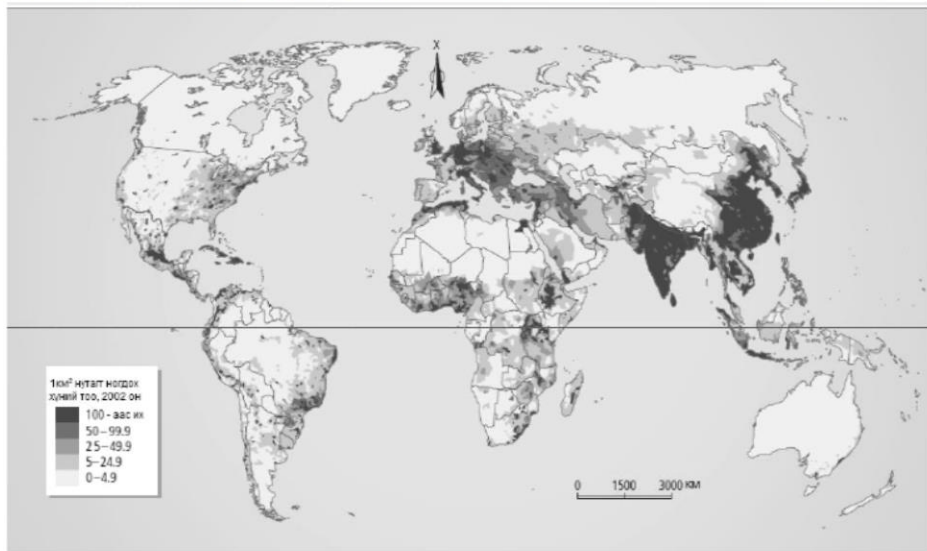 Х
1км² нутагт ногдох
хүний тоо, 2002 он
100 - аас их
50–99.9
25–49.9
5–24.9
0–4.9
0 1500 3000 КМ